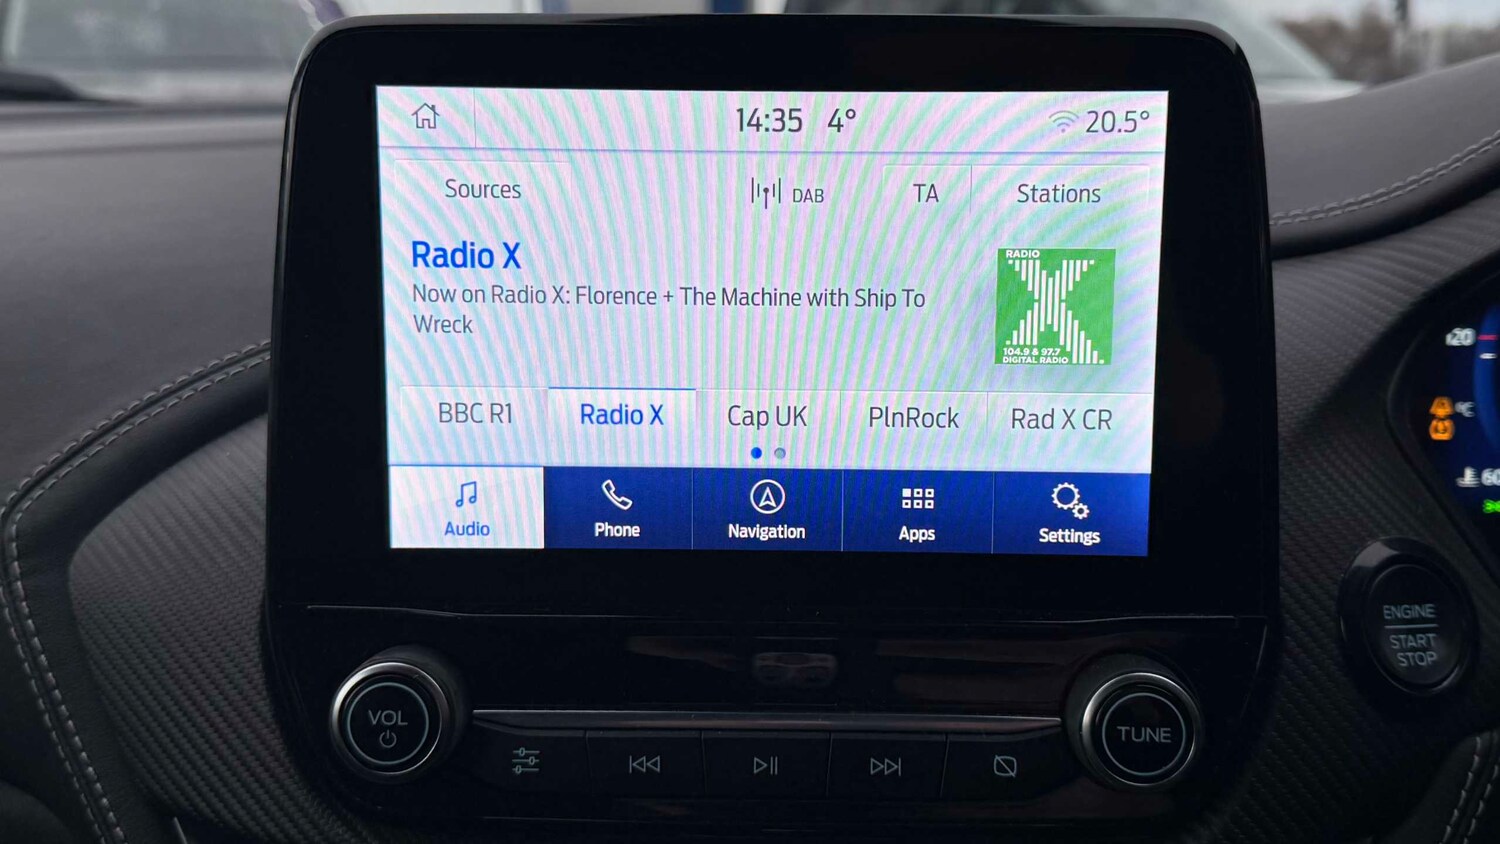 14:35 4° 20.5°
Sources DAB TA Stations
Radio X
Now on Radio X: Florence + The Machine with Ship To
Wreck
RADIO
X
104.9 & 97.7
DIGITAL RADIO
BBC R1 Radio X Cap UK PlnRock Rad X CR
Audio Phone Navigation Apps Settings
ENGINE
START
STOP
VOL
TUNE